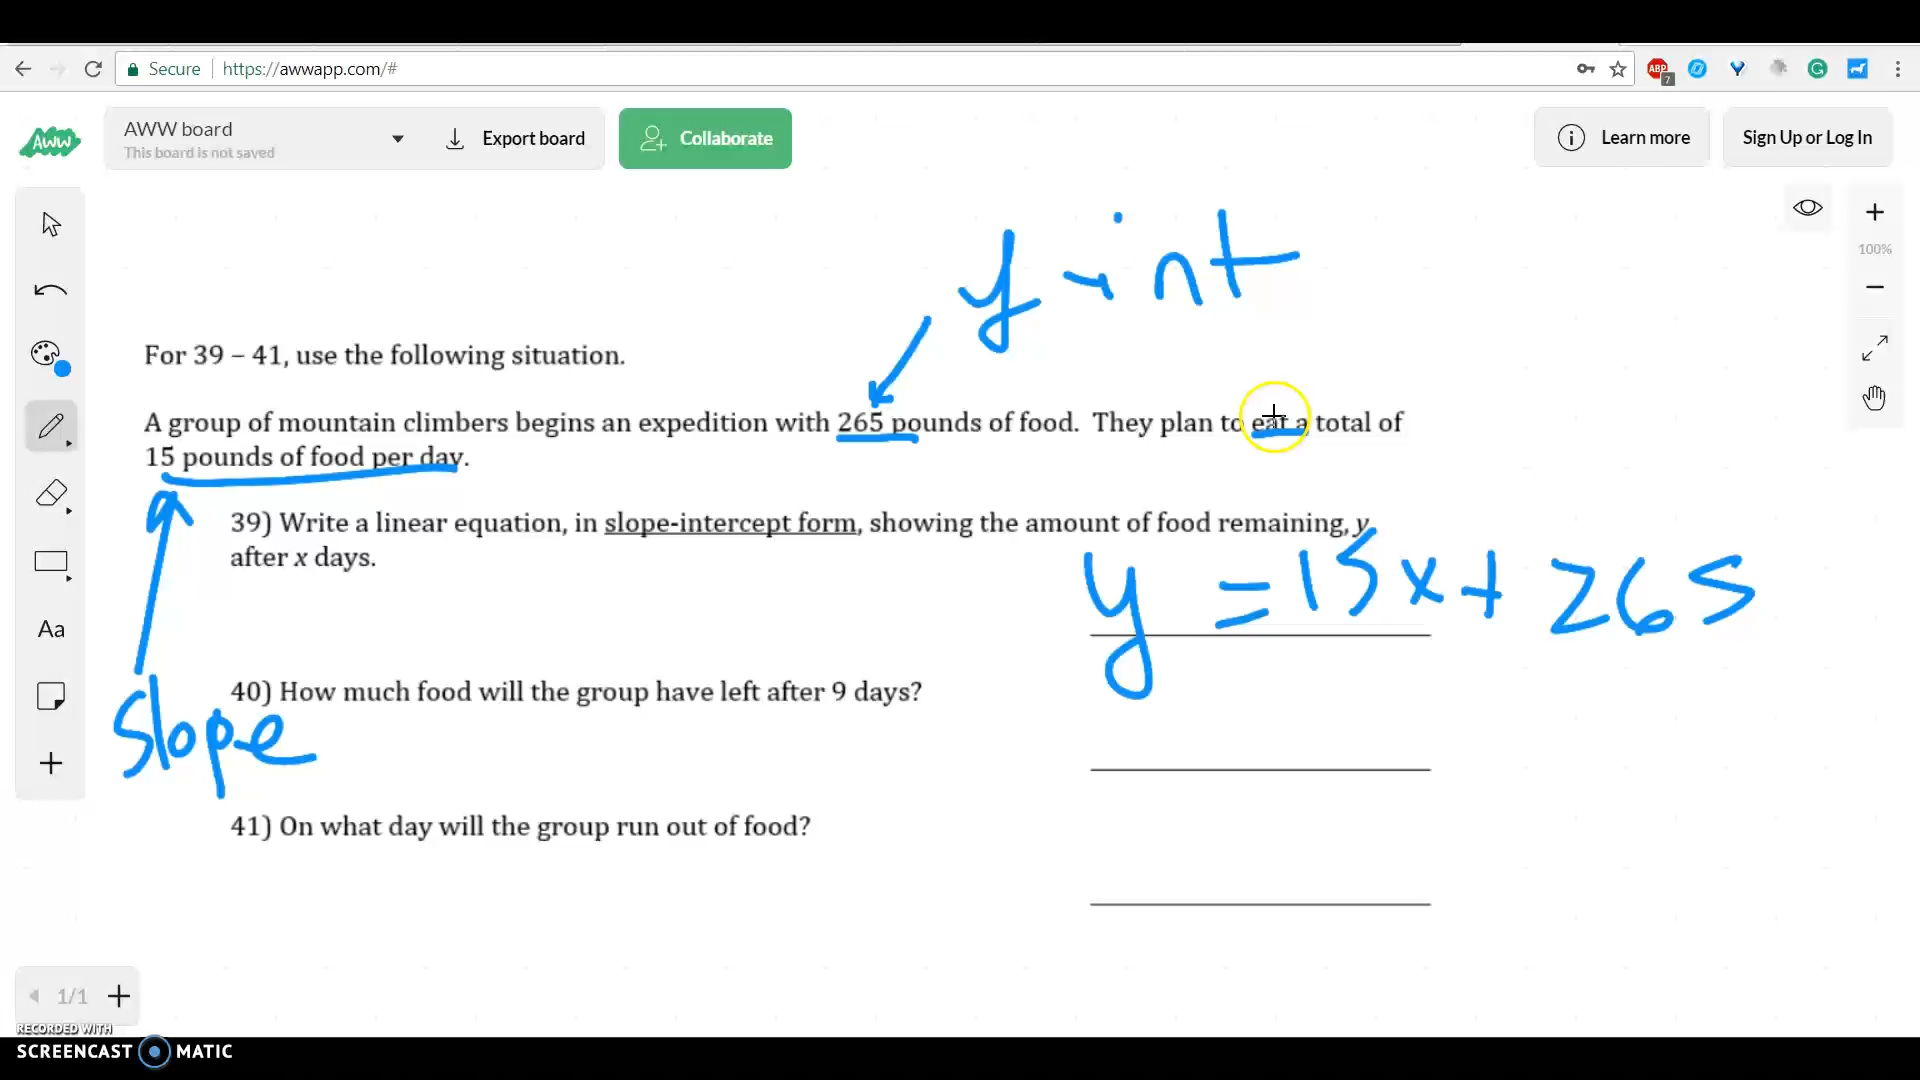 Secure
https://awwapp.com/#
ABP
7
AWW
AWW board
This board is not saved
Export board
Collaborate
Learn more
Sign Up or Log In
100%
y-int
For 39 – 41, use the following situation.
A group of mountain climbers begins an expedition with 265 pounds of food. They plan to eat a total of
15 pounds of food per day.
39) Write a linear equation, in slope-intercept form, showing the amount of food remaining, y
after x days.
y = 15x + 265
40) How much food will the group have left after 9 days?
slope
41) On what day will the group run out of food?
Aa
1/1
RECORDED WITH
SCREENCAST MATIC